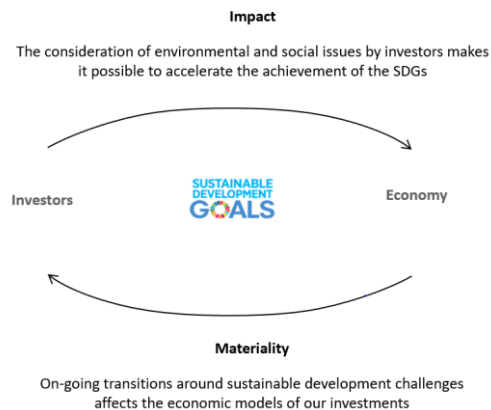 Impact
The consideration of environmental and social issues by investors makes
it possible to accelerate the achievement of the SDGs
Investors
SUSTAINABLE
DEVELOPMENT
GOALS
Economy
Materiality
On-going transitions around sustainable development challenges
affects the economic models of our investments